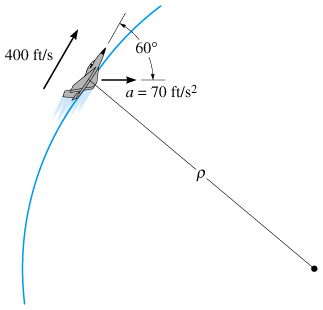 60°
400 ft/s
a = 70 ft/s²
ρ